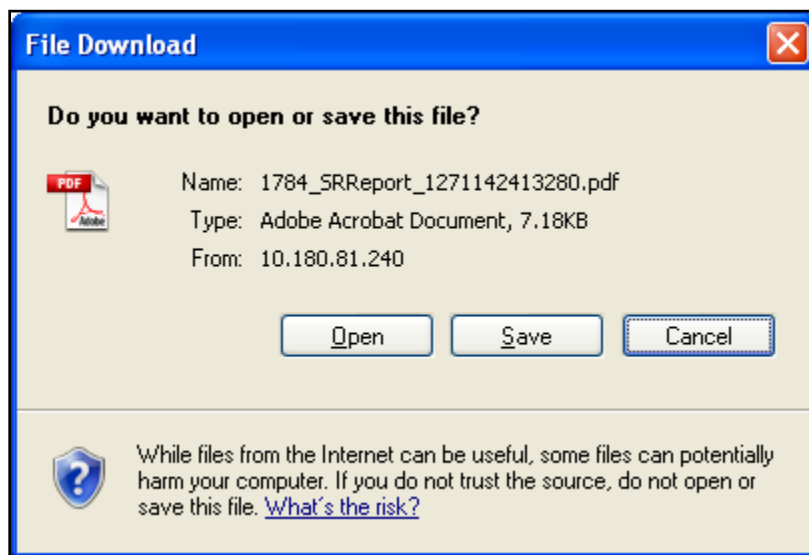 File Download
Do you want to open or save this file?
PDF
Adobe
Name: 1784_SRReport_1271142413280.pdf
Type: Adobe Acrobat Document, 7.18KB
From: 10.180.81.240
Open Save Cancel
While files from the Internet can be useful, some files can potentially
harm your computer. If you do not trust the source, do not open or
save this file. What's the risk?